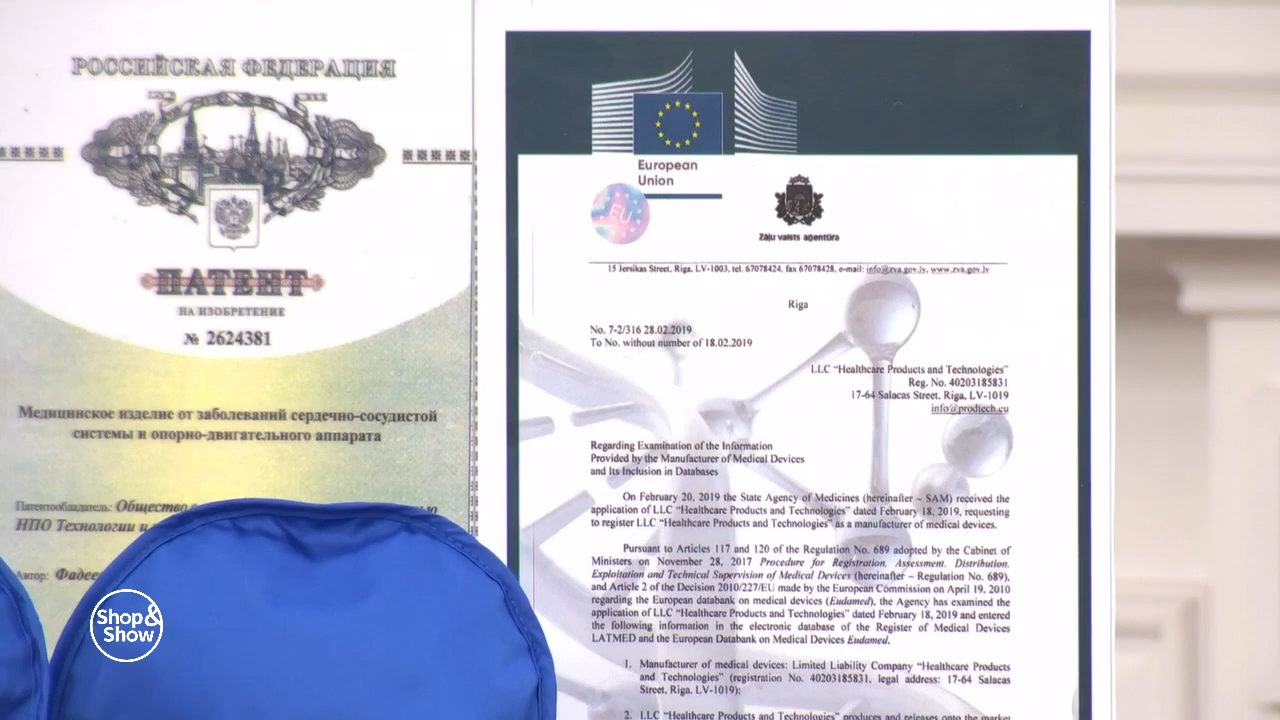 РОССИЙСКАЯ ФЕДЕРАЦИЯ
ПАТЕНТ
НА ИЗОБРЕТЕНИЕ
№ 2624381
Медицинское изделие от заболеваний сердечно-сосудистой
системы и опорно-двигательного аппарата
Патентообладатель: Общество
НПО Технологии и
Автор:
Shop&
Show
European
Union
EU
Zāļu valsts aģentūra
15 Jersikas Street, Riga, LV-1003, tel. 67078424, fax 67078428, e-mail: info@zva.gov.lv, www.zva.gov.lv
Riga
No. 7-2/316 28.02.2019
To No. without number of 18.02.2019
LLC “Healthcare Products and Technologies”
Reg. No. 40203185831
17-64 Salacas Street, Riga, LV-1019
info@prodtech.eu
Regarding Examination of the Information
Provided by the Manufacturer of Medical Devices
and Its Inclusion in Databases
On February 20, 2019 the State Agency of Medicines (hereinafter – SAM) received the
application of LLC “Healthcare Products and Technologies” dated February 18, 2019, requesting
to register LLC “Healthcare Products and Technologies” as a manufacturer of medical devices.
Pursuant to Articles 117 and 120 of the Regulation No. 689 adopted by the Cabinet of
Ministers on November 28, 2017 Procedure for Registration, Assessment, Distribution,
Exploitation and Technical Supervision of Medical Devices (hereinafter – Regulation No. 689),
and Article 2 of the Decision 2010/227/EU made by the European Commission on April 19, 2010
regarding the European databank on medical devices (Eudamed), the Agency has examined the
application of LLC “Healthcare Products and Technologies” dated February 18, 2019 and entered
the following information in the electronic database of the Register of Medical Devices
LATMED and the European Databank on Medical Devices Eudamed.
1. Manufacturer of medical devices: Limited Liability Company “Healthcare Products
and Technologies” (registration No. 40203185831, legal address: 17-64 Salacas
Street, Riga, LV-1019);
2. LLC “Healthcare Products and Technologies” produces and releases onto the market